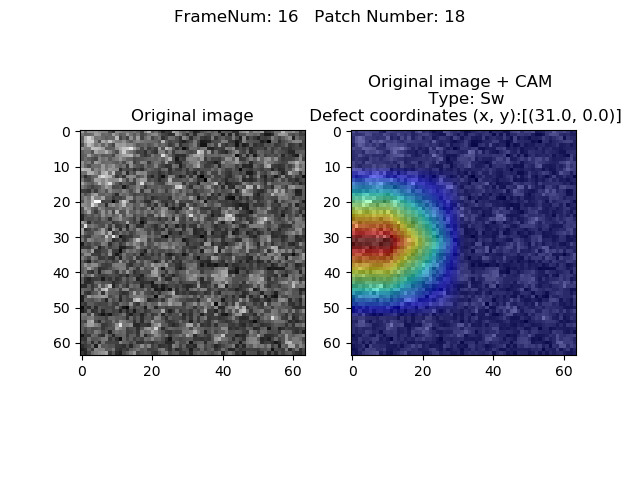 FrameNum: 16   Patch Number: 18
Original image
Original image + CAM
Type: Sw
Defect coordinates (x, y):[(31.0, 0.0)]
0
10
20
30
40
50
60
0 20 40 60
0
10
20
30
40
50
60
0 20 40 60